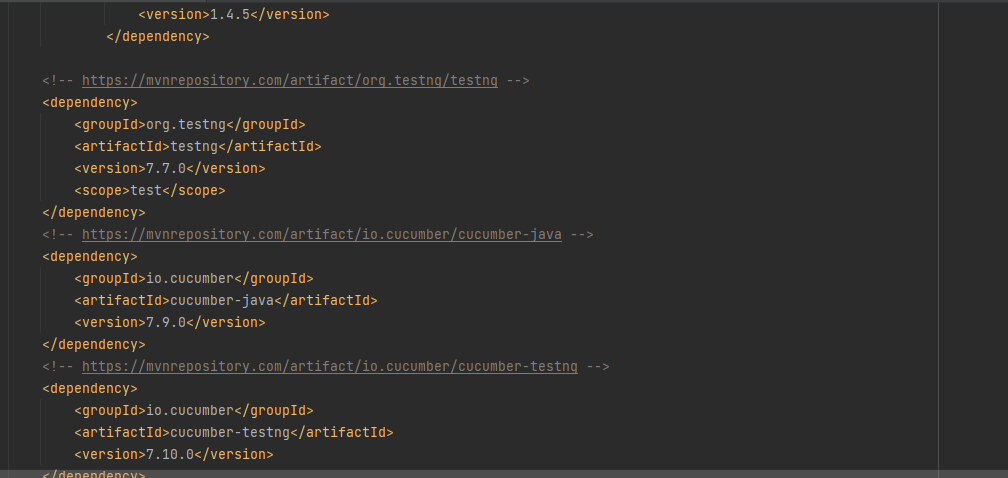 <version>1.4.5</version>
</dependency>
<!-- https://mvnrepository.com/artifact/org.testng/testng -->
<dependency>
<groupId>org.testng</groupId>
<artifactId>testng</artifactId>
<version>7.7.0</version>
<scope>test</scope>
</dependency>
<!-- https://mvnrepository.com/artifact/io.cucumber/cucumber-java -->
<dependency>
<groupId>io.cucumber</groupId>
<artifactId>cucumber-java</artifactId>
<version>7.9.0</version>
</dependency>
<!-- https://mvnrepository.com/artifact/io.cucumber/cucumber-testng -->
<dependency>
<groupId>io.cucumber</groupId>
<artifactId>cucumber-testng</artifactId>
<version>7.10.0</version>
</dependency>